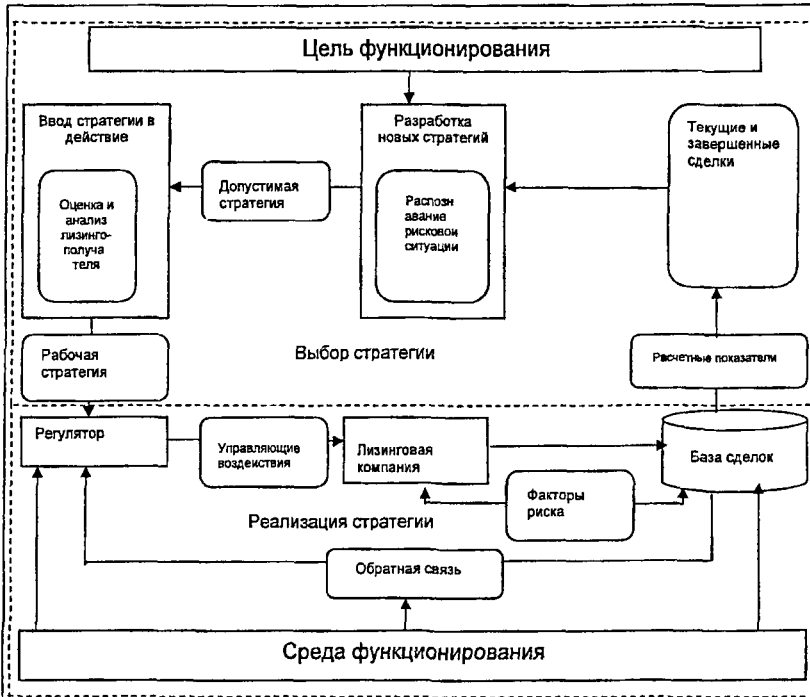 Цель функционирования
Ввод стратегии в
действие
Оценка и
анализ
лизинго-
получа
теля
Допустимая
стратегия
Разработка
новых стратегий
Распозн
авание
рисковои
ситуации
Текущие и
завершенные
сделки
Рабочая
стратегия
Выбор стратегии
Расчетные показатели
Регулятор
Управляющие
воздеиствия
Лизинговая
компания
База сделок
Факторы
риска
Реализация стратегии
Обратная связь
Среда функционирования